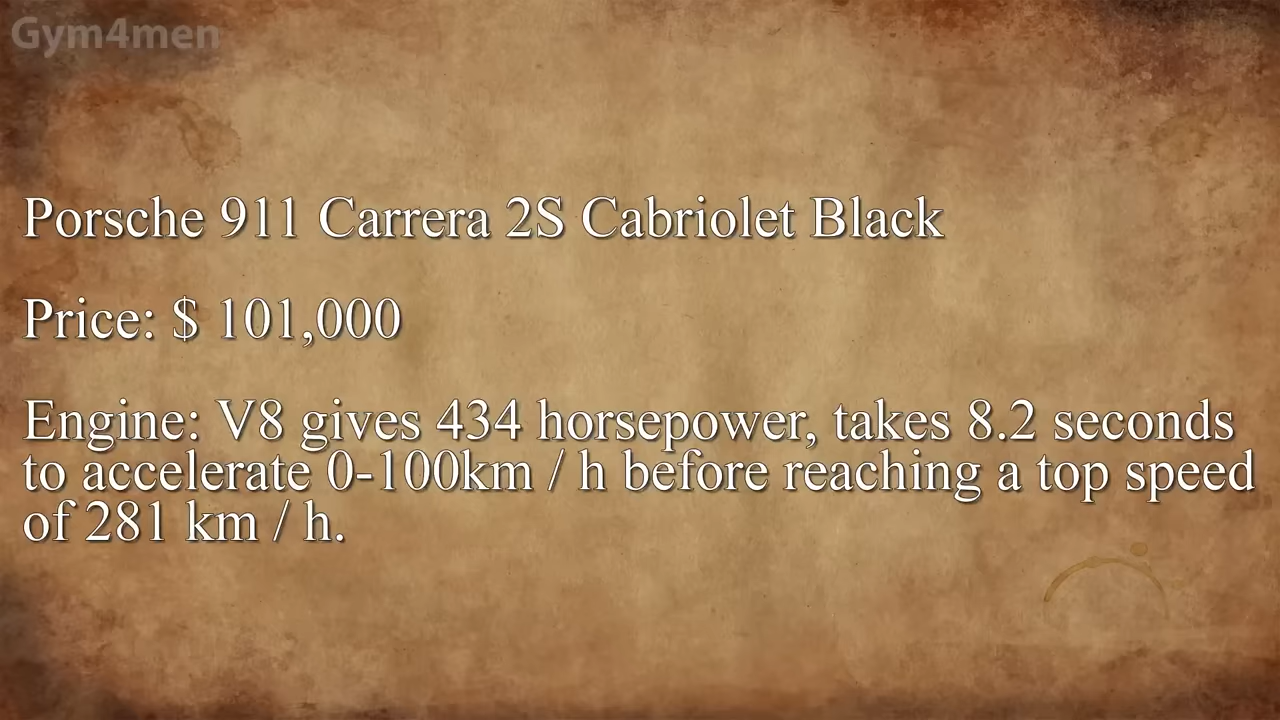 Gym4men
Porsche 911 Carrera 2S Cabriolet Black
Price: $ 101,000
Engine: V8 gives 434 horsepower, takes 8.2 seconds
to accelerate 0-100km / h before reaching a top speed
of 281 km / h.